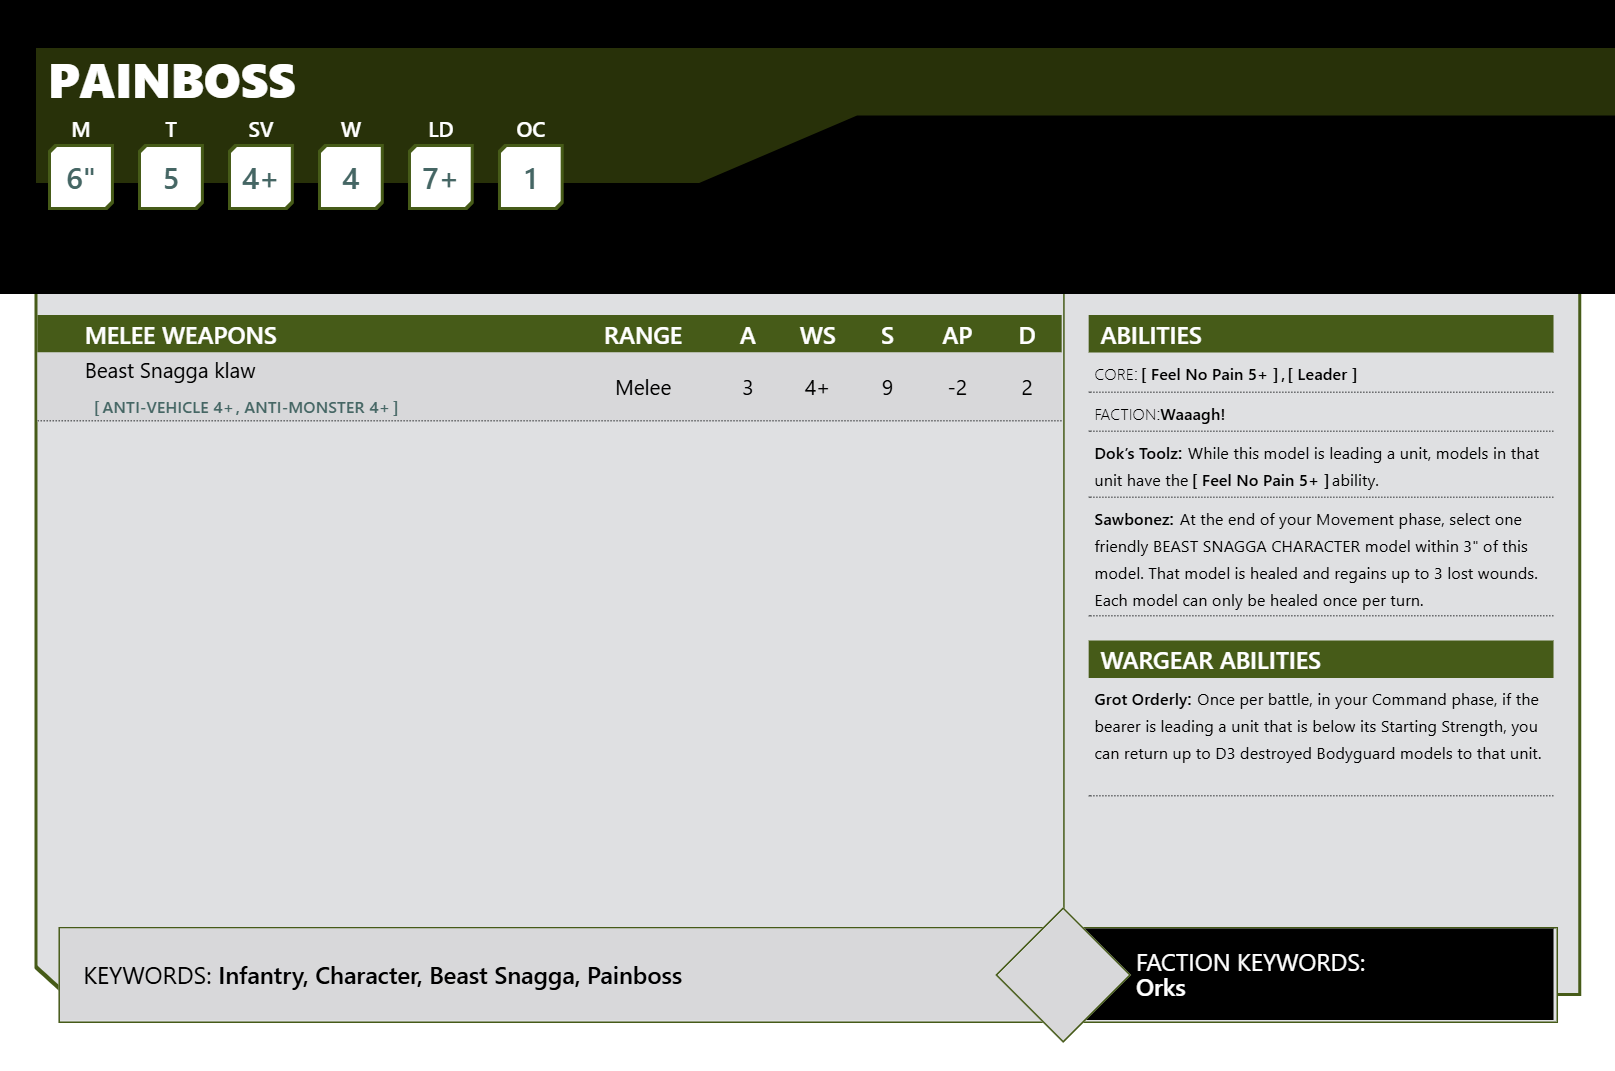 PAINBOSS
M T SV W LD OC
6" 5 4+ 4 7+ 1
MELEE WEAPONS RANGE A WS S AP D
Beast Snagga klaw
Melee 3 4+ 9 -2 2
[ ANTI-VEHICLE 4+, ANTI-MONSTER 4+ ]
ABILITIES
CORE: [ Feel No Pain 5+ ] , [ Leader ]
FACTION:Waaagh!
Dok’s Toolz: While this model is leading a unit, models in that
unit have the [ Feel No Pain 5+ ] ability.
Sawbonez: At the end of your Movement phase, select one
friendly BEAST SNAGGA CHARACTER model within 3" of this
model. That model is healed and regains up to 3 lost wounds.
Each model can only be healed once per turn.
WARGEAR ABILITIES
Grot Orderly: Once per battle, in your Command phase, if the
bearer is leading a unit that is below its Starting Strength, you
can return up to D3 destroyed Bodyguard models to that unit.
KEYWORDS: Infantry, Character, Beast Snagga, Painboss
FACTION KEYWORDS:
Orks